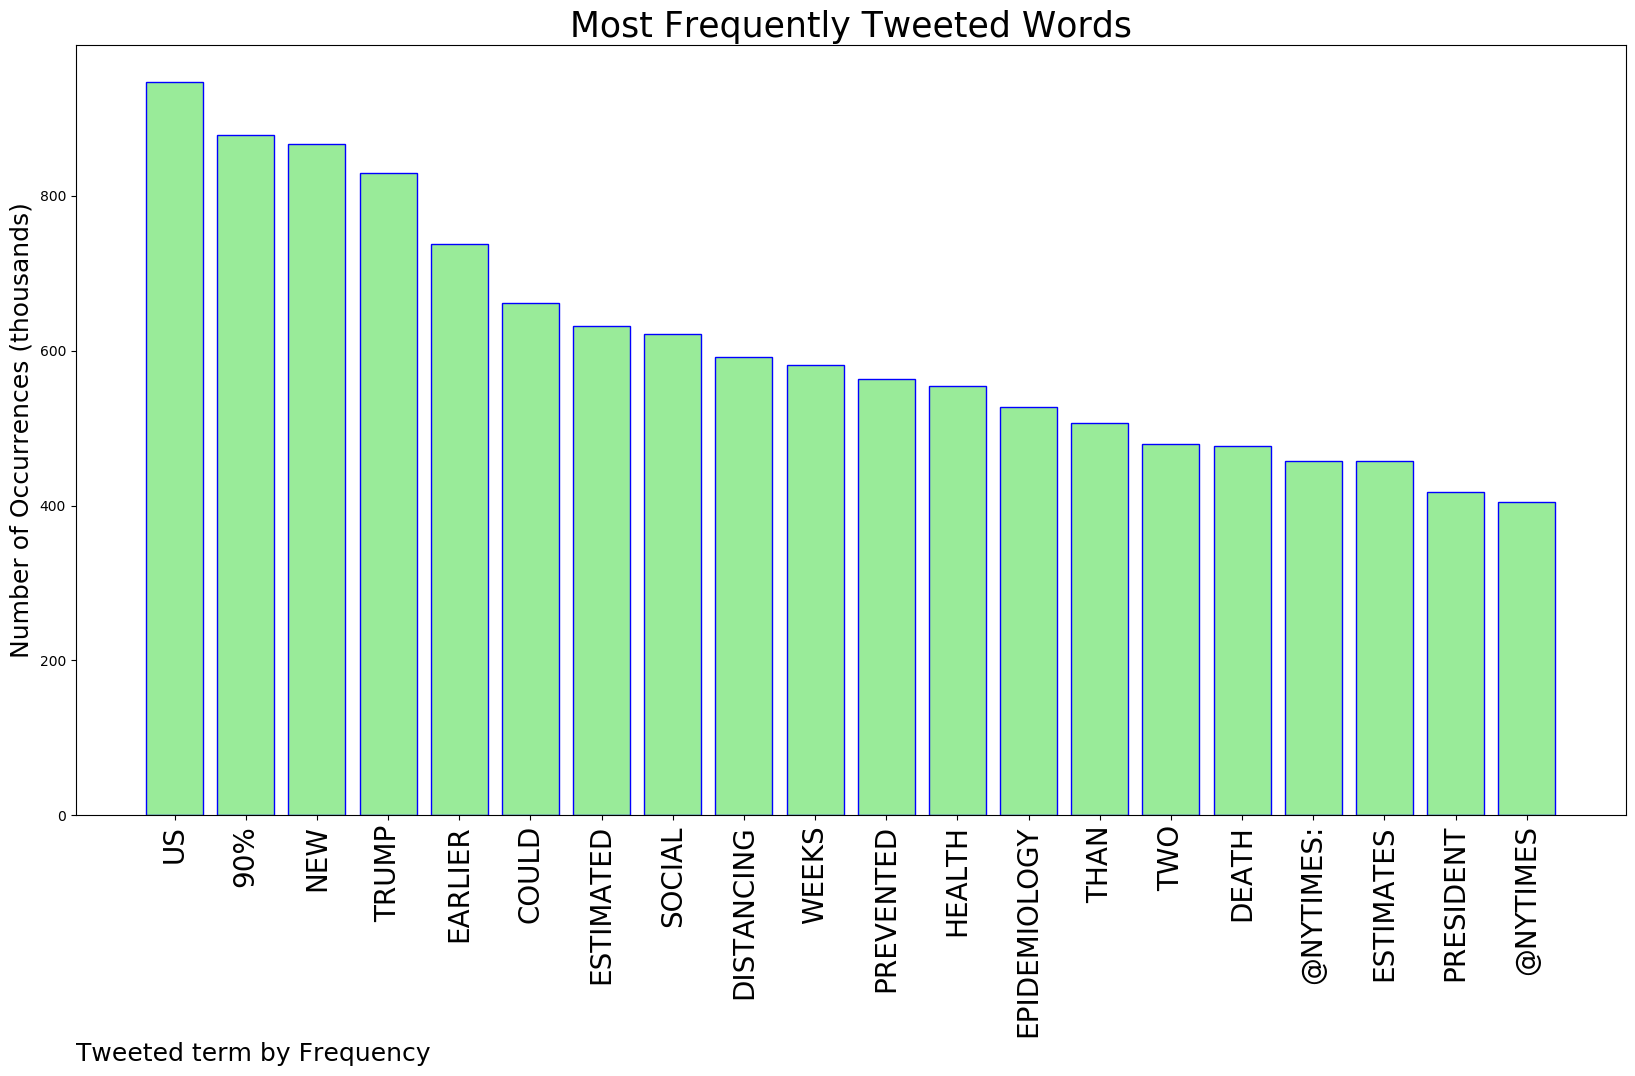 Most Frequently Tweeted Words
Number of Occurrences (thousands)
800
600
400
200
0
US
90%
NEW
TRUMP
EARLIER
COULD
ESTIMATED
SOCIAL
DISTANCING
WEEKS
PREVENTED
HEALTH
EPIDEMIOLOGY
THAN
TWO
DEATH
@NYTIMES:
ESTIMATES
PRESIDENT
@NYTIMES
Tweeted term by Frequency